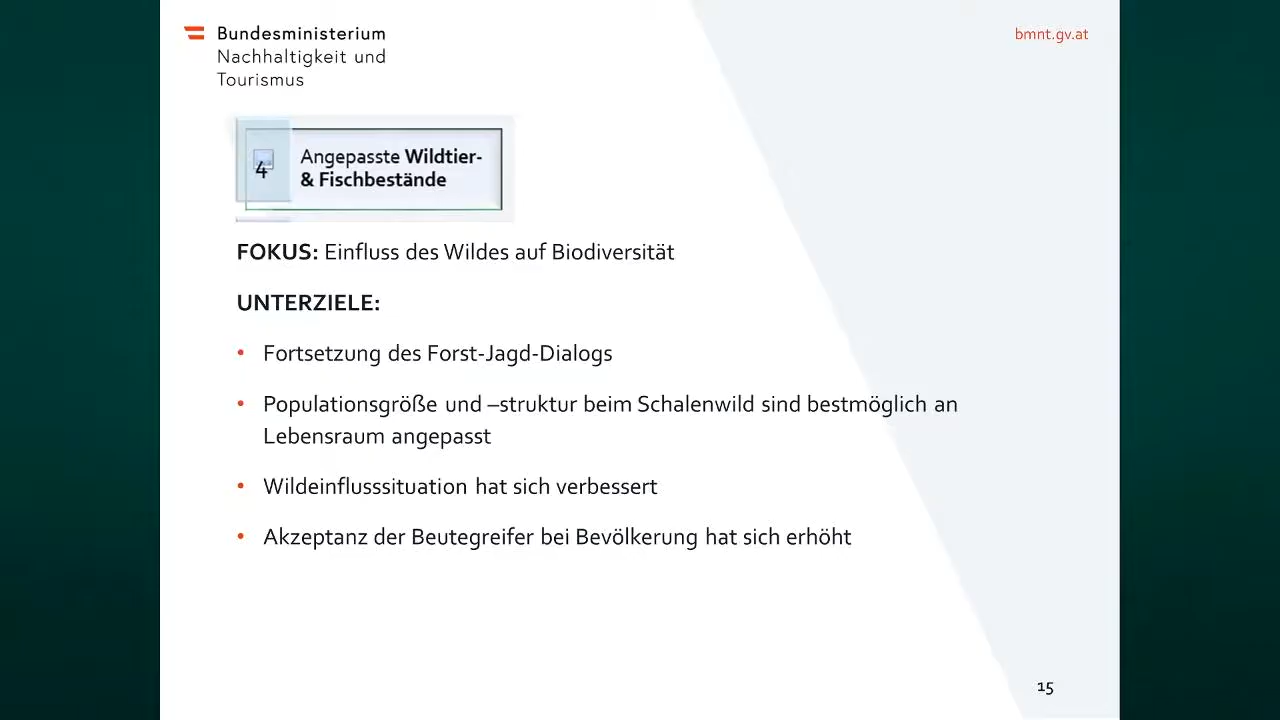 Bundesministerium
Nachhaltigkeit und
Tourismus
bmnt.gv.at
4
Angepasste Wildtier-
& Fischbestände
FOKUS: Einfluss des Wildes auf Biodiversität
UNTERZIELE:
• Fortsetzung des Forst-Jagd-Dialogs
• Populationsgröße und –struktur beim Schalenwild sind bestmöglich an
Lebensraum angepasst
• Wildeinflusssituation hat sich verbessert
• Akzeptanz der Beutegreifer bei Bevölkerung hat sich erhöht
15